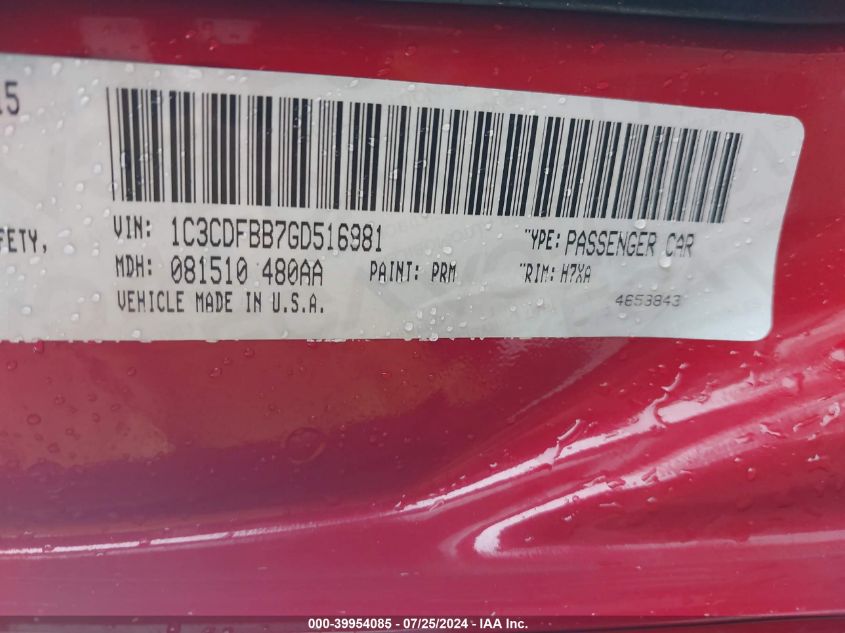 15
VIN: 1C3CDFBB7GD516981
FETY,
"YPE: PASSENGER CAR
MDH: 081510 480AA
PAINT: PRM
"RIM: H7XA
VEHICLE MADE IN U.S.A.
4653843
000-39954085 - 07/25/2024 - IAA Inc.